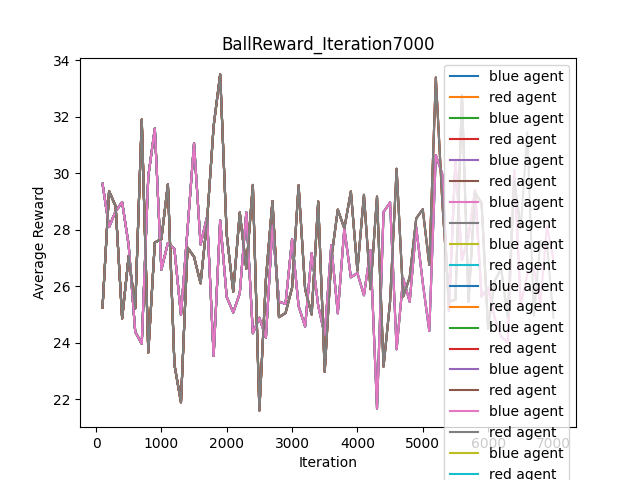 BallReward_Iteration7000
34
32
30
28
26
24
22
Average Reward
0
1000
2000
3000
4000
5000
6000
7000
Iteration
blue agent
red agent
blue agent
red agent
blue agent
red agent
blue agent
red agent
blue agent
red agent
blue agent
red agent
blue agent
red agent
blue agent
red agent
blue agent
red agent
blue agent
red agent